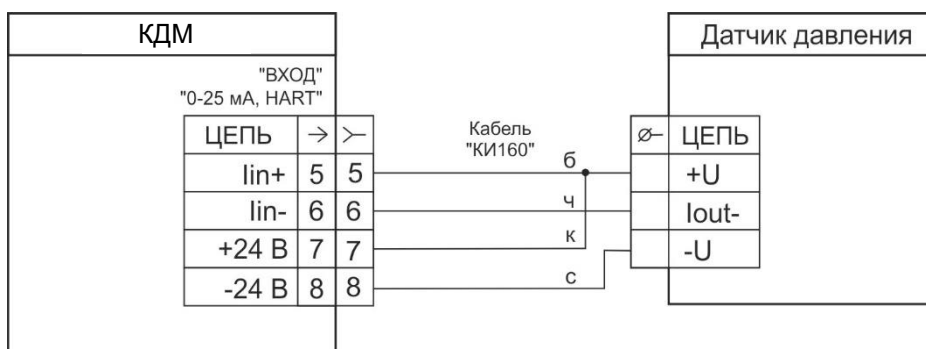 КДМ
Датчик давления
"ВХОД"
"0-25 мА, HART"
ЦЕПЬ
Кабель
"КИ160"
ЦЕПЬ
Iin+ 5 5 б +U
Iin- 6 6 ч Iout-
+24 В 7 7 к -U
-24 В 8 8 с